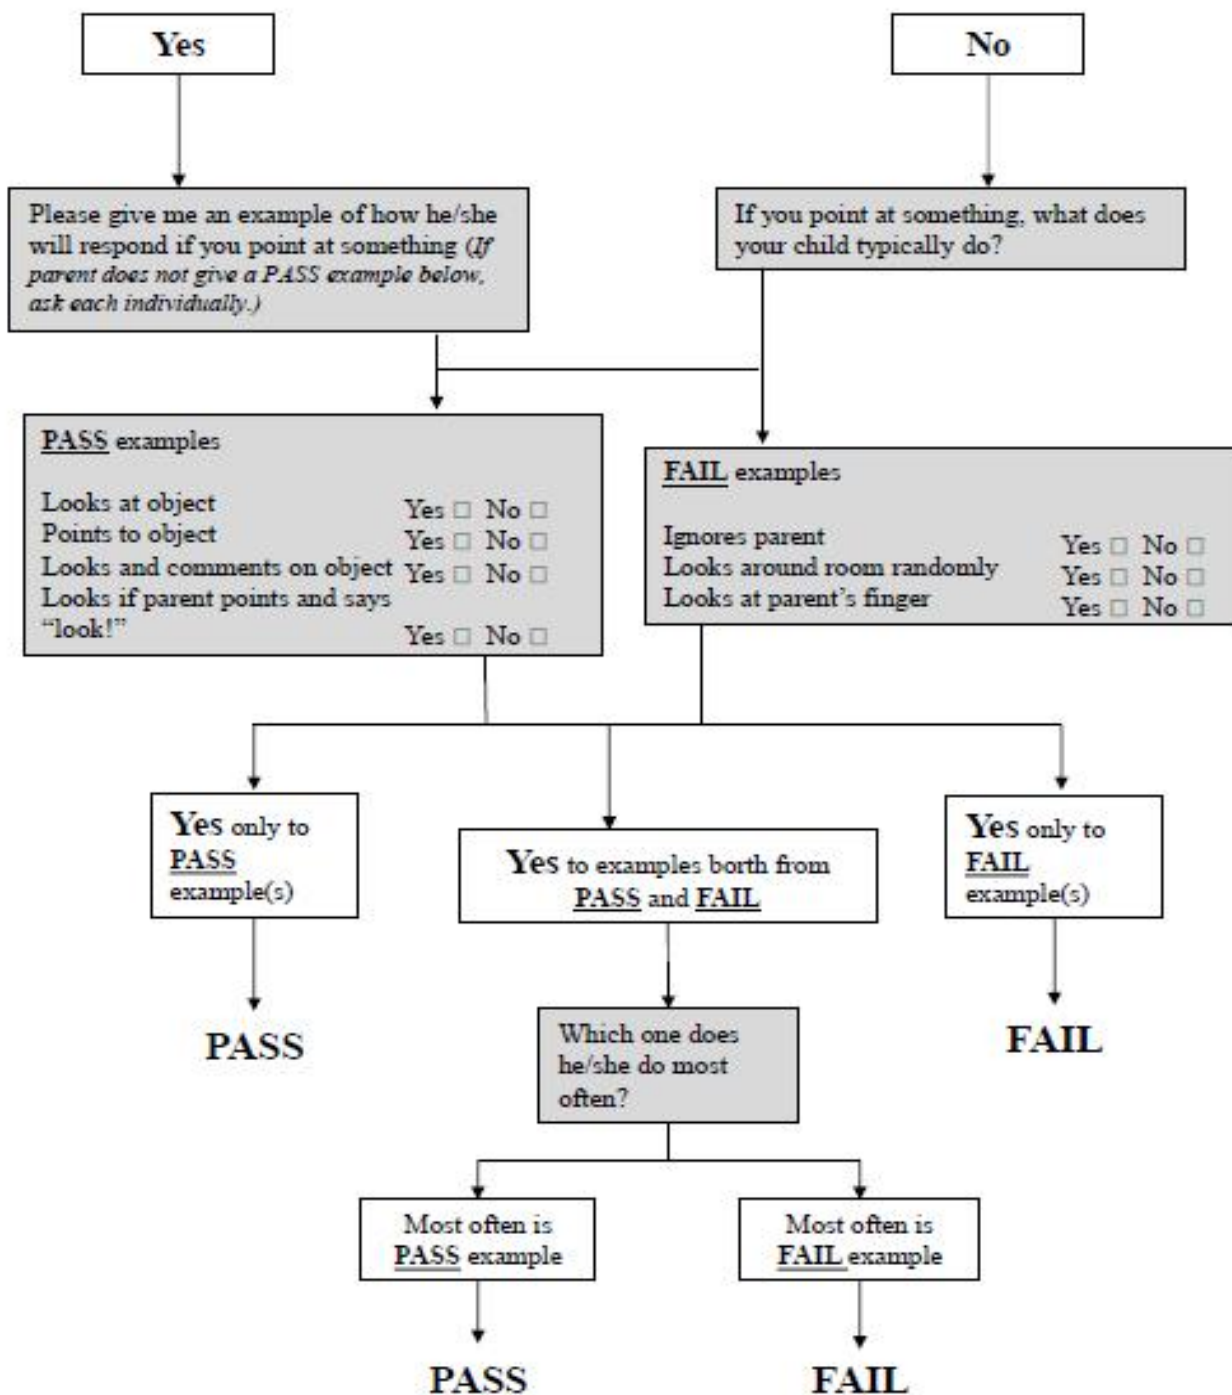 Yes
No
Please give me an example of how he/she
will respond if you point at something (If
parent does not give a PASS example below,
ask each individually.)
If you point at something, what does
your child typically do?
PASS examples
Looks at object Yes □ No □
Points to object Yes □ No □
Looks and comments on object Yes □ No □
Looks if parent points and says
“look!” Yes □ No □
FAIL examples
Ignores parent Yes □ No □
Looks around room randomly Yes □ No □
Looks at parent’s finger Yes □ No □
Yes only to
PASS
example(s)
Yes to examples borth from
PASS and FAIL
Yes only to
FAIL
example(s)
PASS
Which one does
he/she do most
often?
FAIL
Most often is
PASS example
Most often is
FAIL example
PASS
FAIL